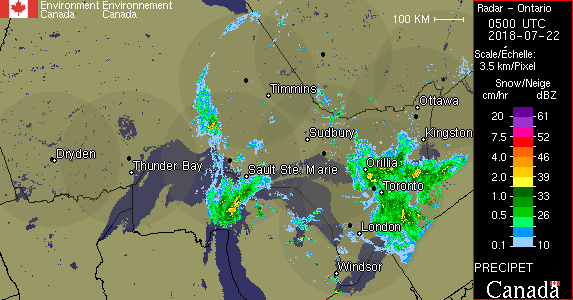 Environment Environnement
Canada Canada
100 KM
Timmins
Ottawa
Sudbury
Kingston
Dryden
Thunder Bay
Sault Ste. Marie
Orillia
Toronto
London
Windsor
Radar - Ontario
0500 UTC
2018-07-22
Scale/Échelle:
3.5 km/Pixel
Snow/Neige
cm/hr dBZ
20 61
7.5 52
4.0 46
2.0 39
1.0 33
0.5 26
0.1 10
PRECIPET
Canada